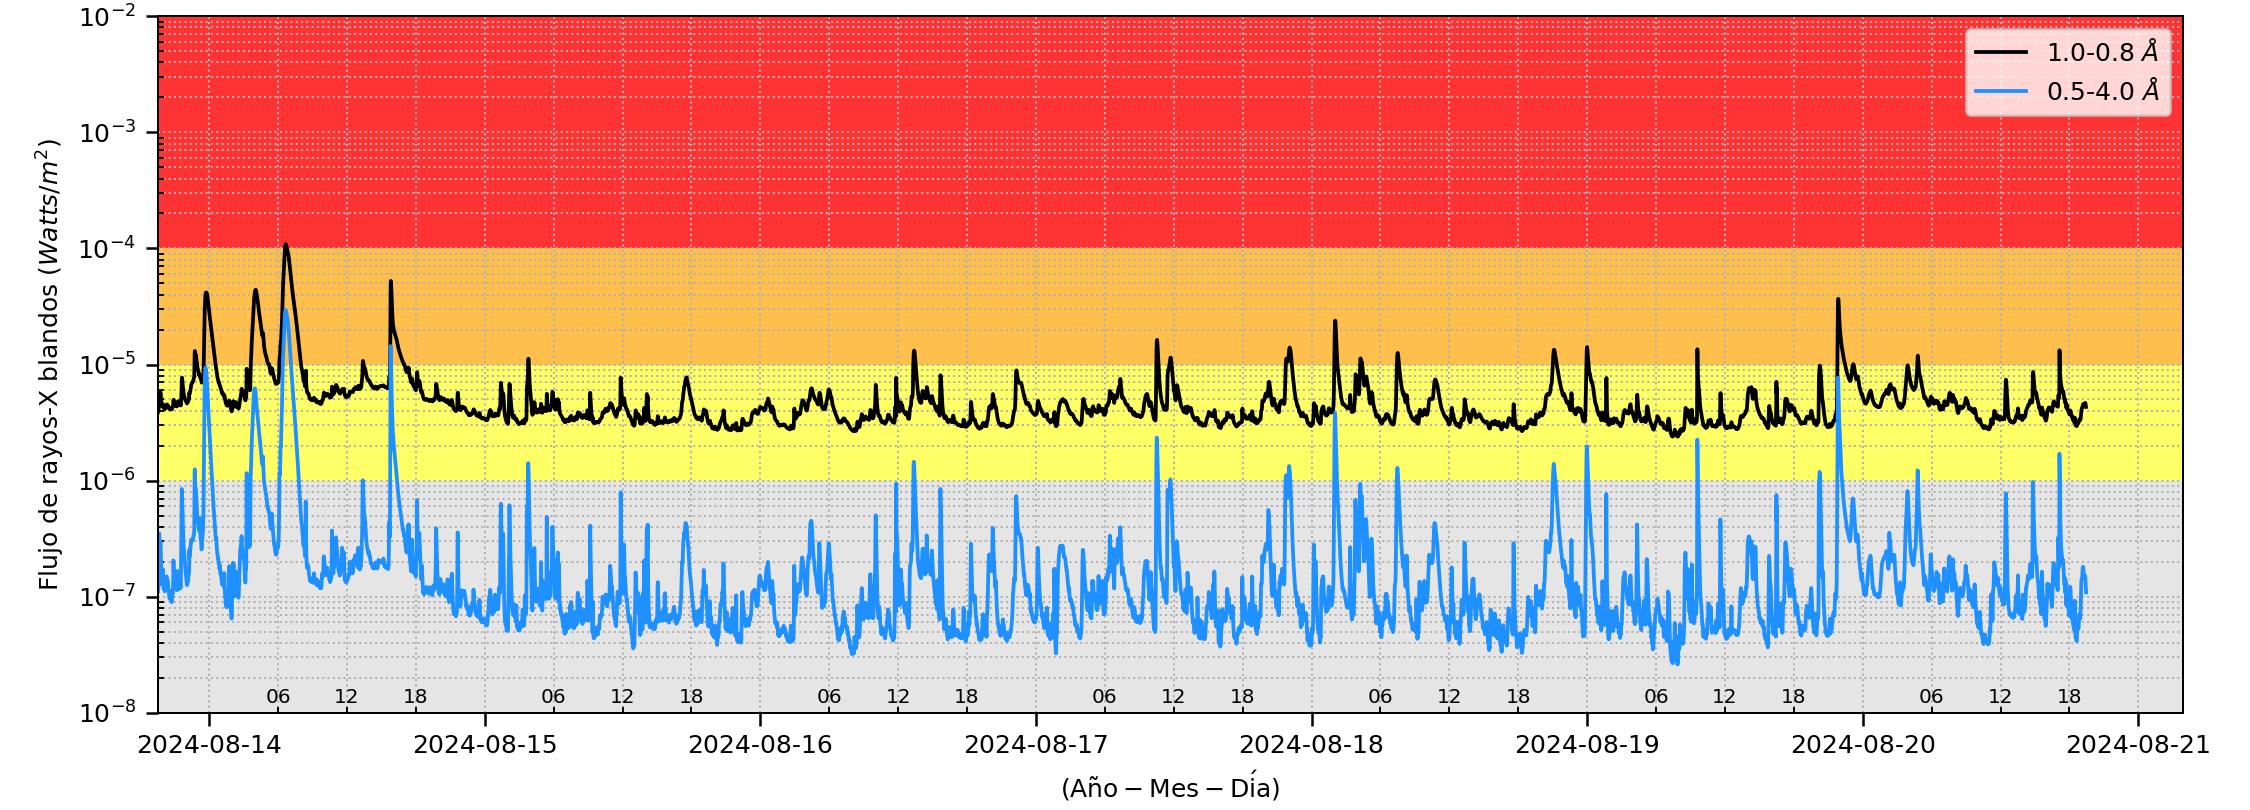 10⁻²
10⁻³
10⁻⁴
10⁻⁵
10⁻⁶
10⁻⁷
10⁻⁸
Flujo de rayos-X blandos (Watts/m²)
1.0-0.8 Å
0.5-4.0 Å
06 12 18 06 12 18 06 12 18 06 12 18 06 12 18 06 12 18 06 12 18
2024-08-14 2024-08-15 2024-08-16 2024-08-17 2024-08-18 2024-08-19 2024-08-20 2024-08-21
(Año − Mes − Día)